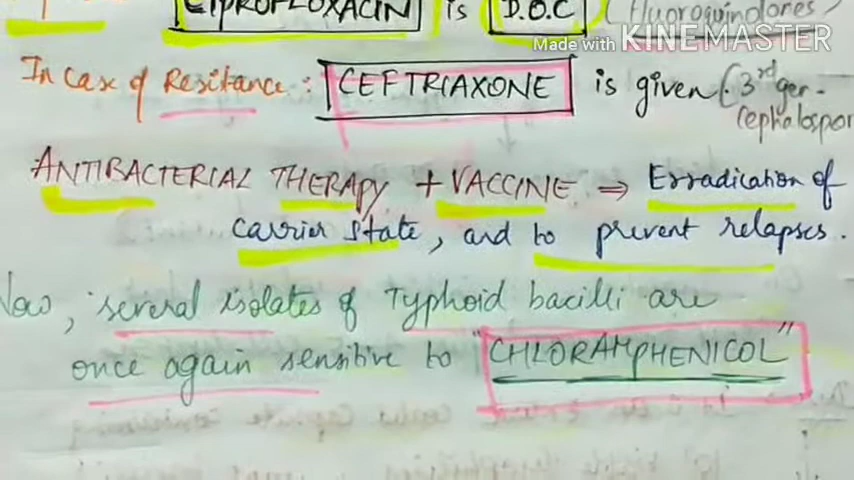 CIPROFLOXACIN is D.O.C (fluoroquinolones)
Made with KINEMASTER
In Case of Resitance : CEFTRIAXONE is given (3rd gen.
Cephalospor
ANTIBACTERIAL THERAPY + VACCINE ⇒ Erradication of
carrier state, and to prevent relapses.
Now, several isolates of Typhoid bacilli are
once again sensitive to "CHLORAMPHENICOL"